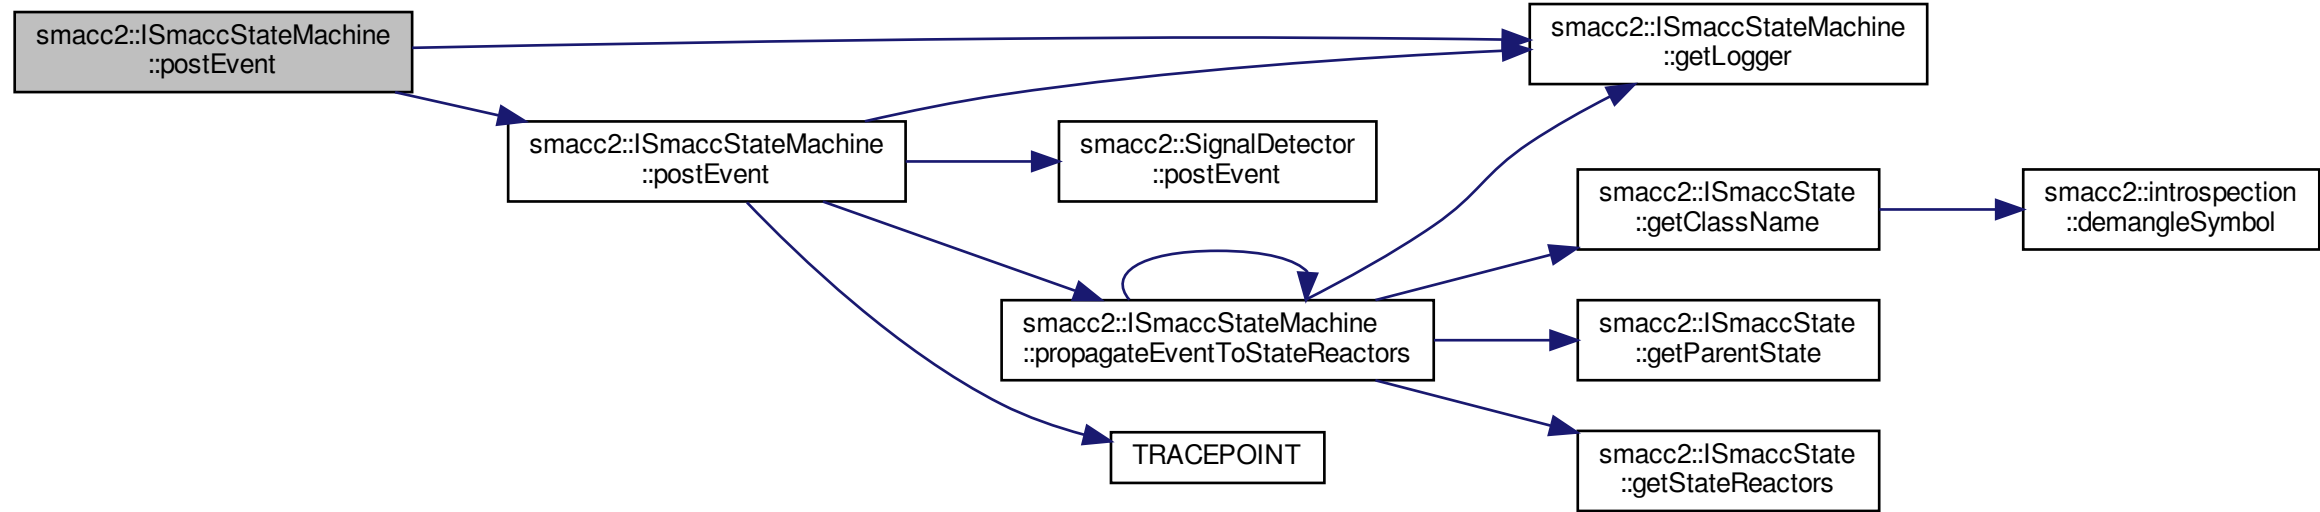 smacc2::ISmaccStateMachine
::postEvent
smacc2::ISmaccStateMachine
::getLogger
smacc2::ISmaccStateMachine
::postEvent
smacc2::SignalDetector
::postEvent
smacc2::ISmaccState
::getClassName
smacc2::introspection
::demangleSymbol
smacc2::ISmaccStateMachine
::propagateEventToStateReactors
smacc2::ISmaccState
::getParentState
TRACEPOINT
smacc2::ISmaccState
::getStateReactors